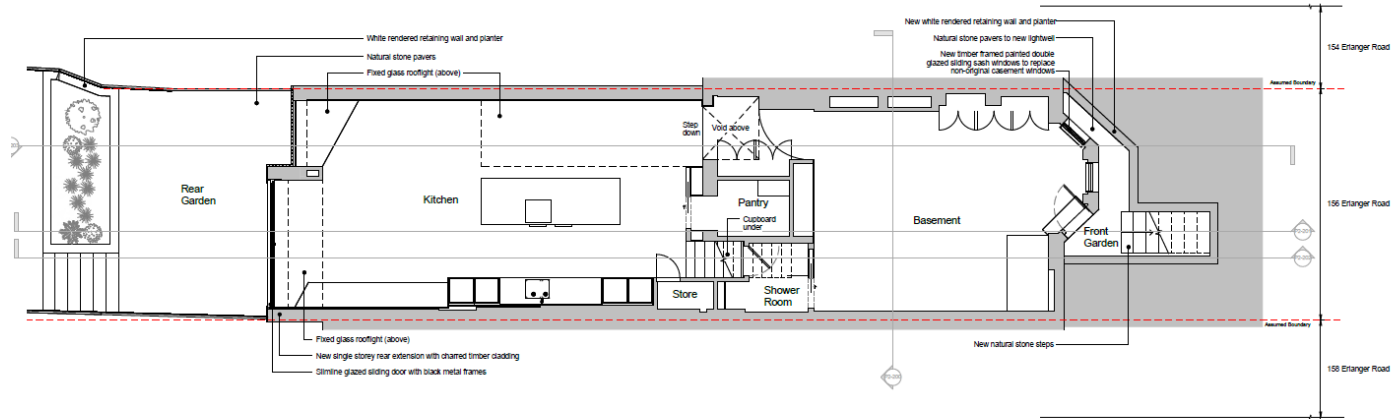 New white rendered retaining wall and planter
White rendered retaining wall and planter
Natural stone pavers to new lightwell
154 Erlanger Road
Natural stone pavers
New timber framed painted double
glazed sliding sash windows to replace
non-original casement windows
Fixed glass rooflight (above)
Assumed Boundary
Step
down
Void above
Rear
Garden
Kitchen
Pantry
Cupboard
under
Basement
156 Erlanger Road
Front
Garden
Store
Shower
Room
Assumed Boundary
Fixed glass rooflight (above)
New natural stone steps
New single storey rear extension with charred timber cladding
Slimline glazed sliding door with black metal frames
158 Erlanger Road